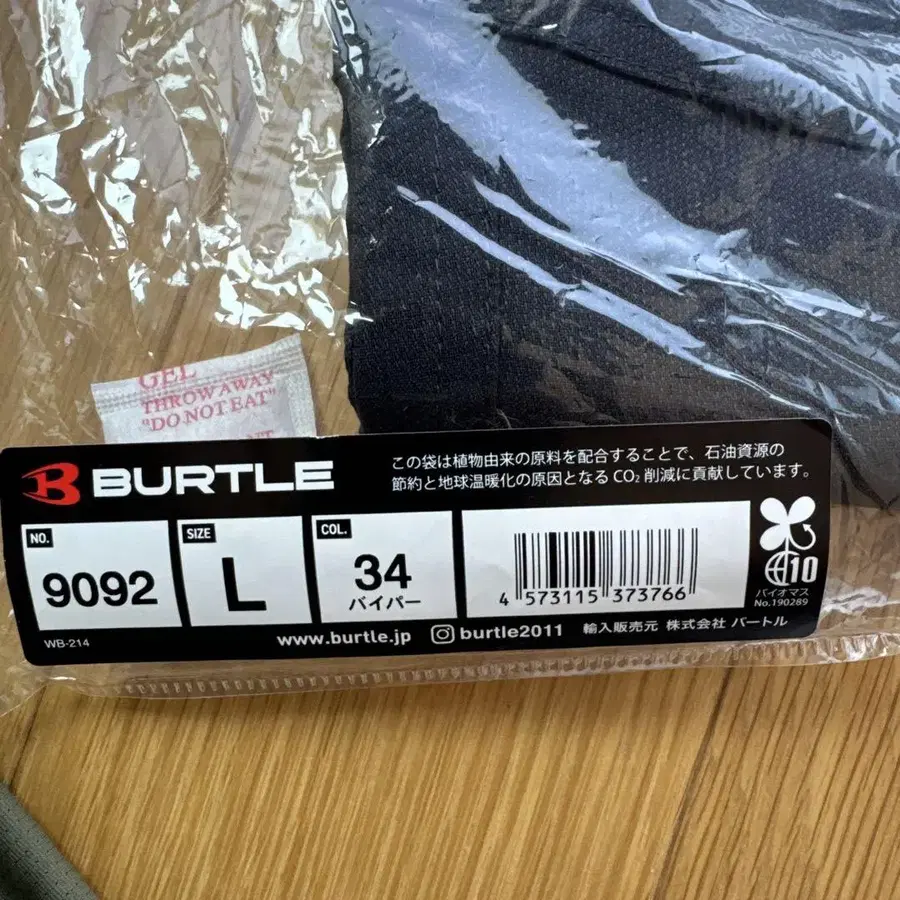 GEL
THROW AWAY
"DO NOT EAT"
BURTLE
この袋は植物由来の原料を配合することで、石油資源の
節約と地球温暖化の原因となる CO₂ 削減に貢献しています。
NO.
9092
SIZE
L
COL.
34
バイパー
4 573115 373766
10
バイオマス
No.190289
WB-214
www.burtle.jp
burtle2011
輸入販売元 株式会社 バートル